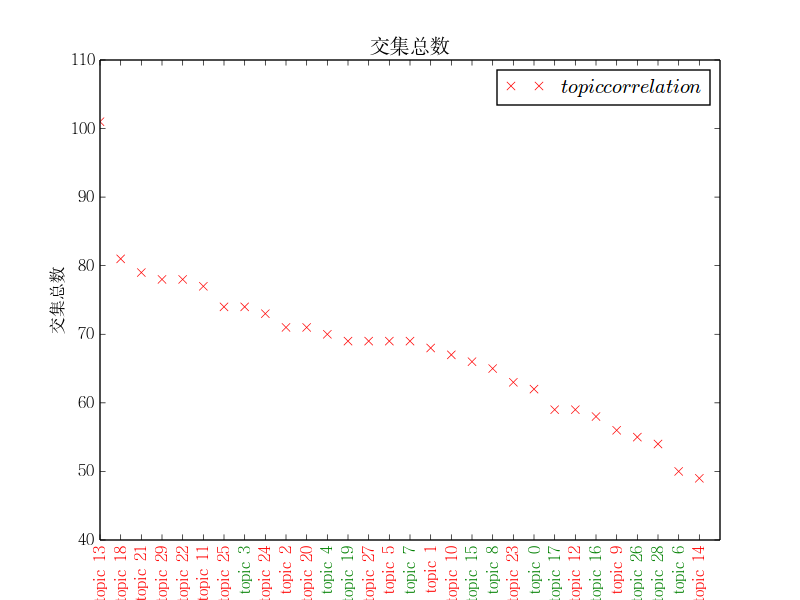 交集总数
topiccorrelation
110
100
90
80
70
60
50
40
交集总数
topic 13
topic 18
topic 21
topic 29
topic 22
topic 11
topic 25
topic 3
topic 24
topic 2
topic 20
topic 4
topic 19
topic 27
topic 5
topic 7
topic 1
topic 10
topic 15
topic 8
topic 23
topic 0
topic 17
topic 12
topic 16
topic 9
topic 26
topic 28
topic 6
topic 14